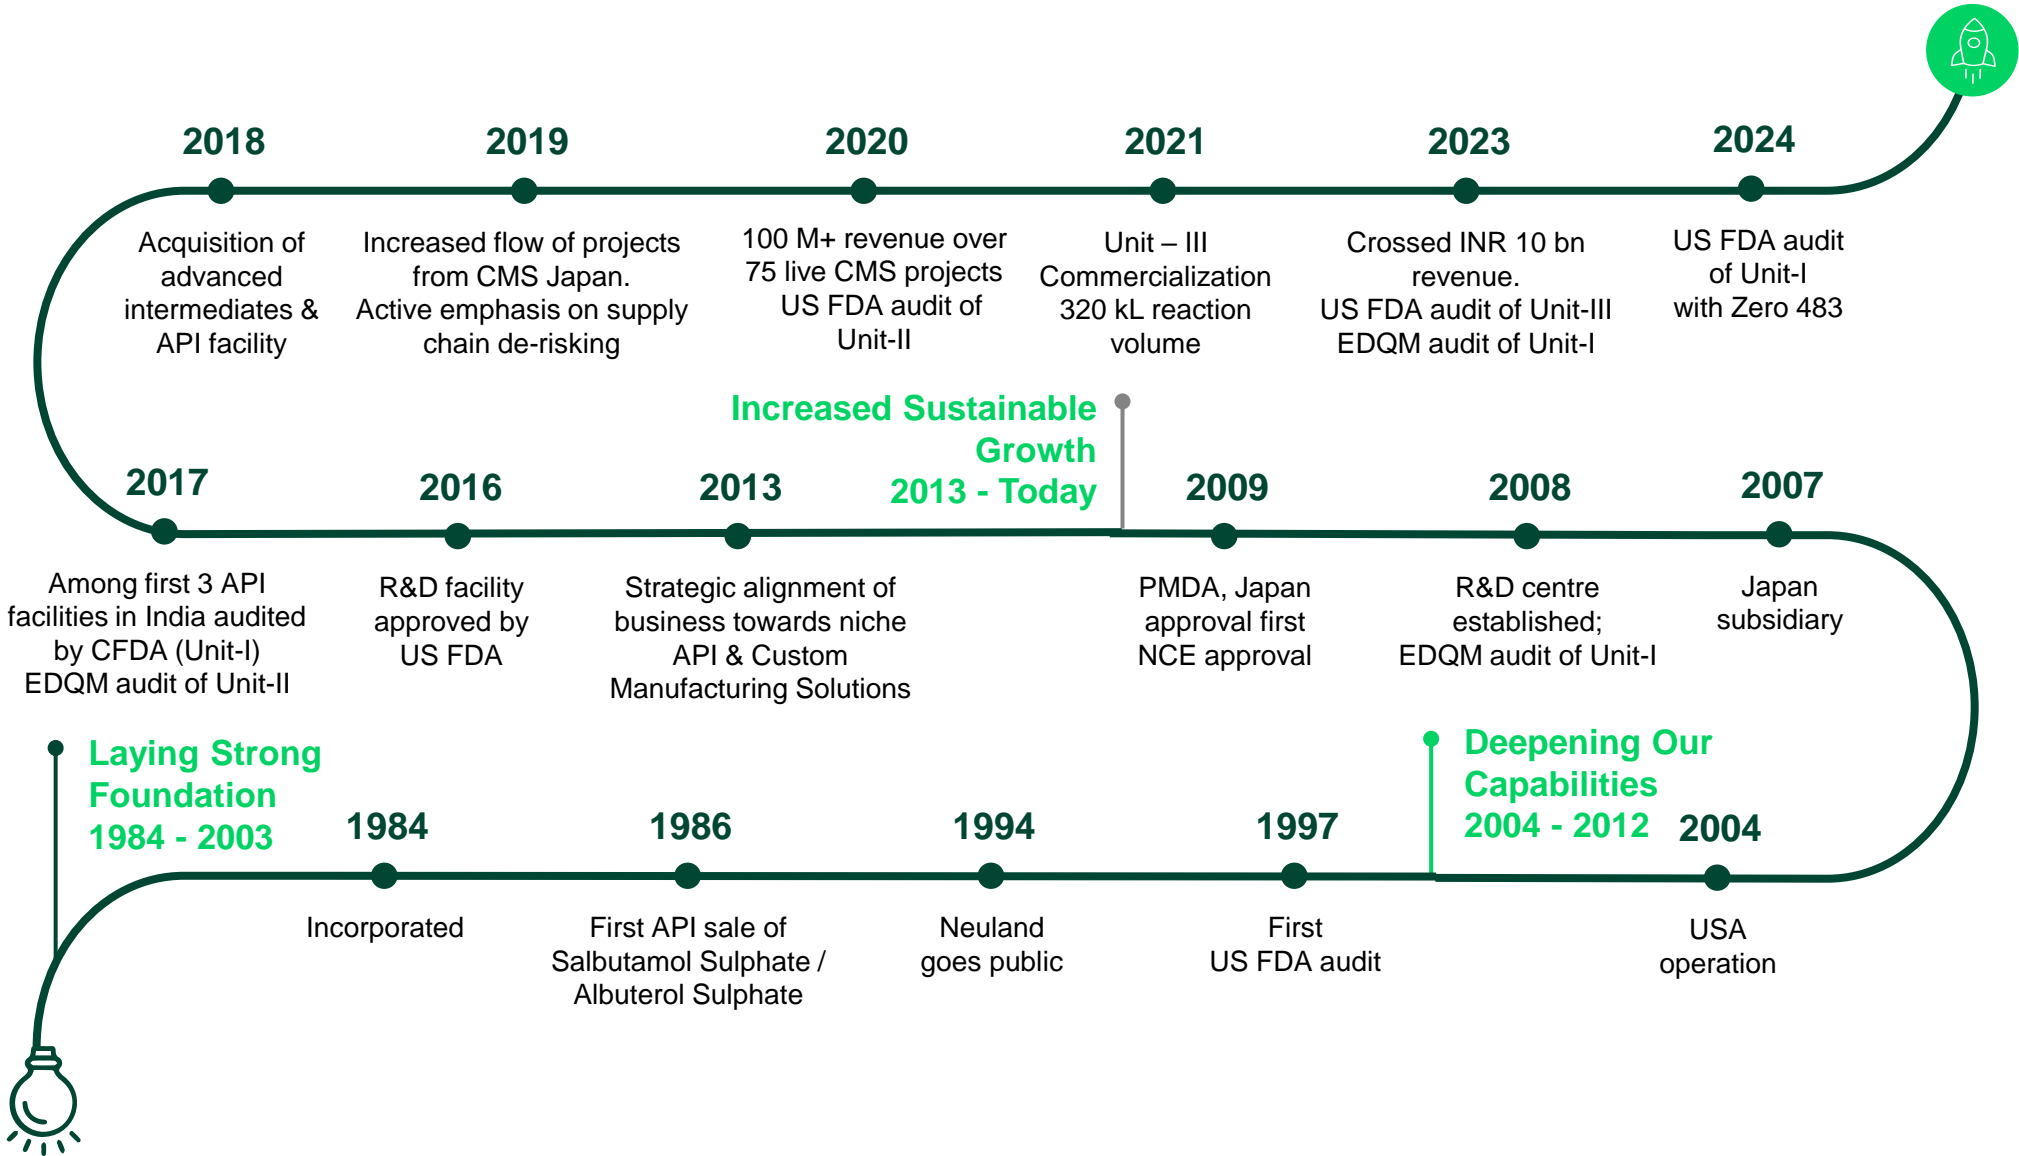 2018
Acquisition of
advanced
intermediates &
API facility
2019
Increased flow of projects
from CMS Japan.
Active emphasis on supply
chain de-risking
2020
100 M+ revenue over
75 live CMS projects
US FDA audit of
Unit-II
2021
Unit – III
Commercialization
320 kL reaction
volume
2023
Crossed INR 10 bn
revenue.
US FDA audit of Unit-III
EDQM audit of Unit-I
2024
US FDA audit
of Unit-I
with Zero 483
2017
Among first 3 API
facilities in India audited
by CFDA (Unit-I)
EDQM audit of Unit-II
2016
R&D facility
approved by
US FDA
2013
Strategic alignment of
business towards niche
API & Custom
Manufacturing Solutions
Increased Sustainable
Growth
2013 - Today
2009
PMDA, Japan
approval first
NCE approval
2008
R&D centre
established;
EDQM audit of Unit-I
2007
Japan
subsidiary
Laying Strong
Foundation
1984 - 2003
1984
Incorporated
1986
First API sale of
Salbutamol Sulphate /
Albuterol Sulphate
1994
Neuland
goes public
1997
First
US FDA audit
Deepening Our
Capabilities
2004 - 2012
2004
USA
operation